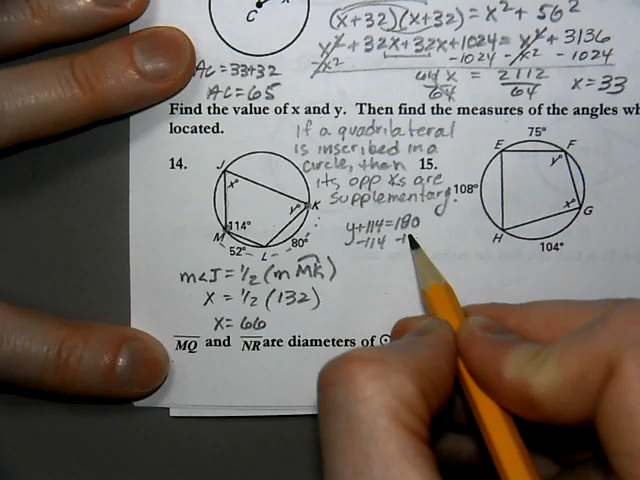 C
(x+32)(x+32) = x² + 56²
x² + 32x + 32x + 1024 = x² + 3136
-x² -1024 -x² -1024
AC = 33+32
64x = 2112
64 64
x = 33
AC = 65
Find the value of x and y. Then find the measures of the angles wh
located.
If a quadrilateral
is inscribed in a
circle, then
its opp ∠s are
supplementary.
14.
J
x°
y°
K
M
114°
52°
L
80°
y+114=180
-114 -1
m∠J = 1/2 (m MK)
x = 1/2 (132)
x = 66
15.
75°
E
F
y°
108°
x°
G
H
104°
MQ and NR are diameters of ⊙